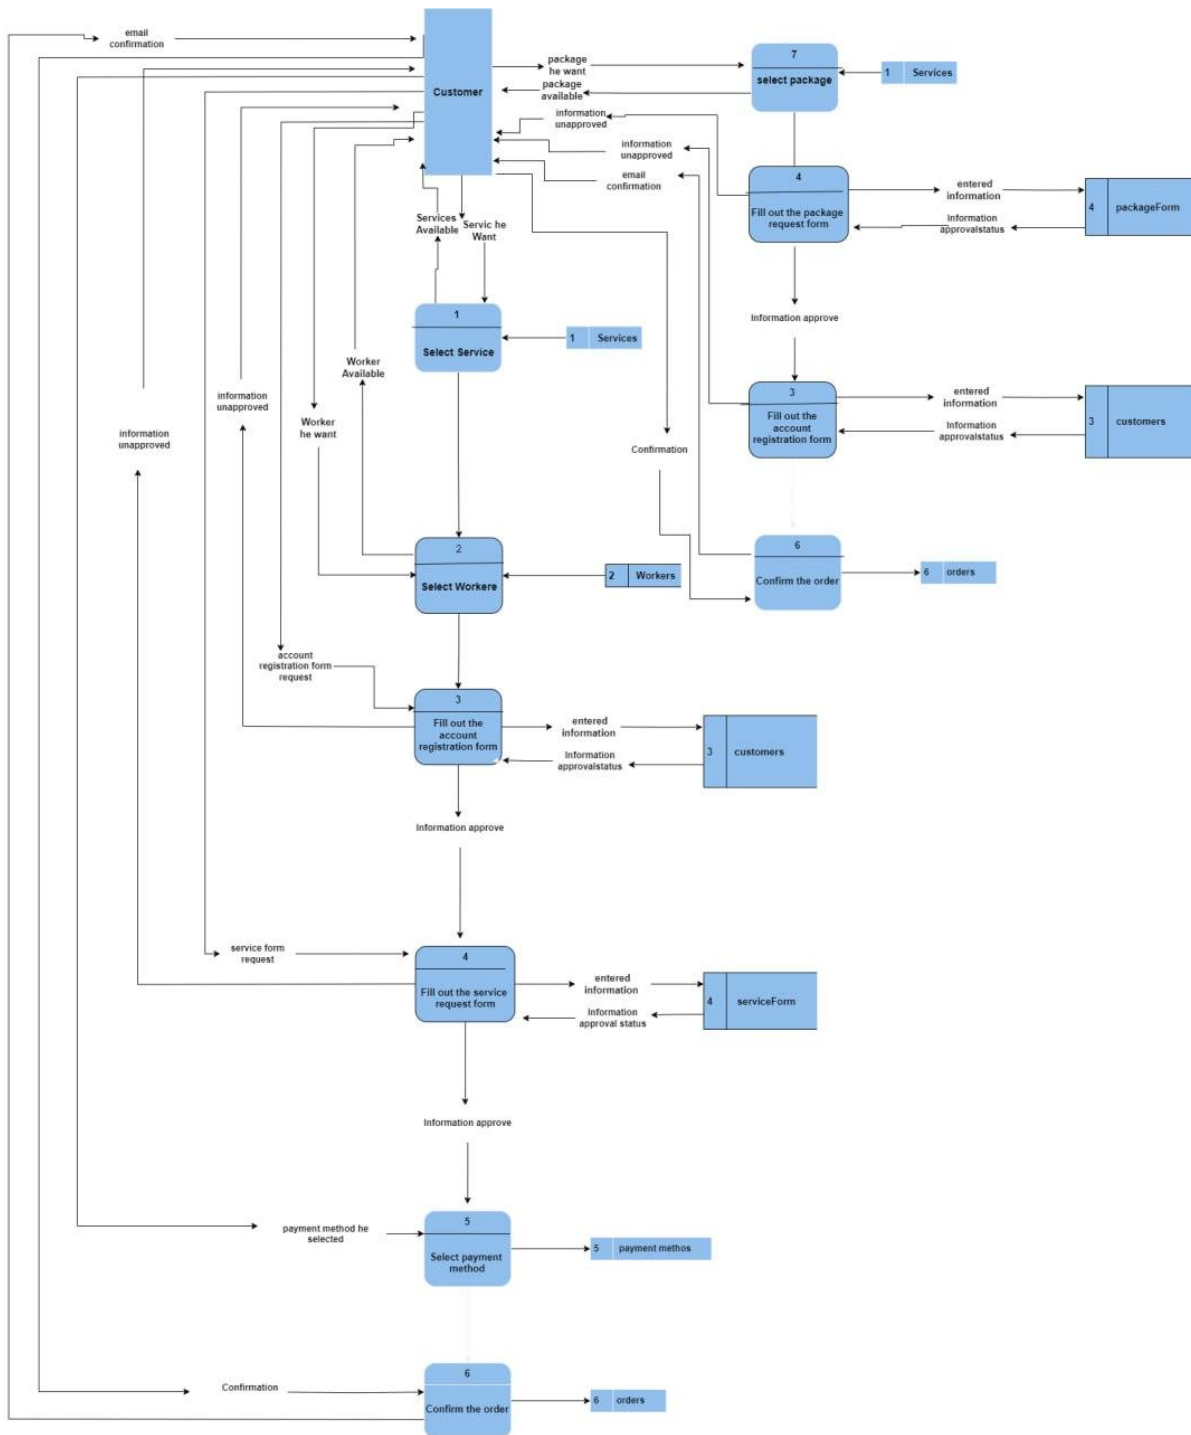 email
confirmation
Customer
package
he want
package
available
7
select package
1 Services
information
unapproved
information
unapproved
email
confirmation
4
Fill out the package
request form
entered
information
Information
approvalstatus
4 packageForm
Services
Available
Servic he
Want
1
Select Service
1 Services
Information approve
3
Fill out the
account
registration form
entered
information
Information
approvalstatus
3 customers
Worker
Available
information
unapproved
Worker
he want
information
unapproved
Confirmation
6
Confirm the order
6 orders
2
Select Workere
2 Workers
account
registration form
request
3
Fill out the
account
registration form
entered
information
Information
approvalstatus
3 customers
Information approve
service form
request
4
Fill out the service
request form
entered
information
Information
approval status
4 serviceForm
Information approve
payment method he
selected
5
Select payment
method
5 payment methos
Confirmation
6
Confirm the order
6 orders